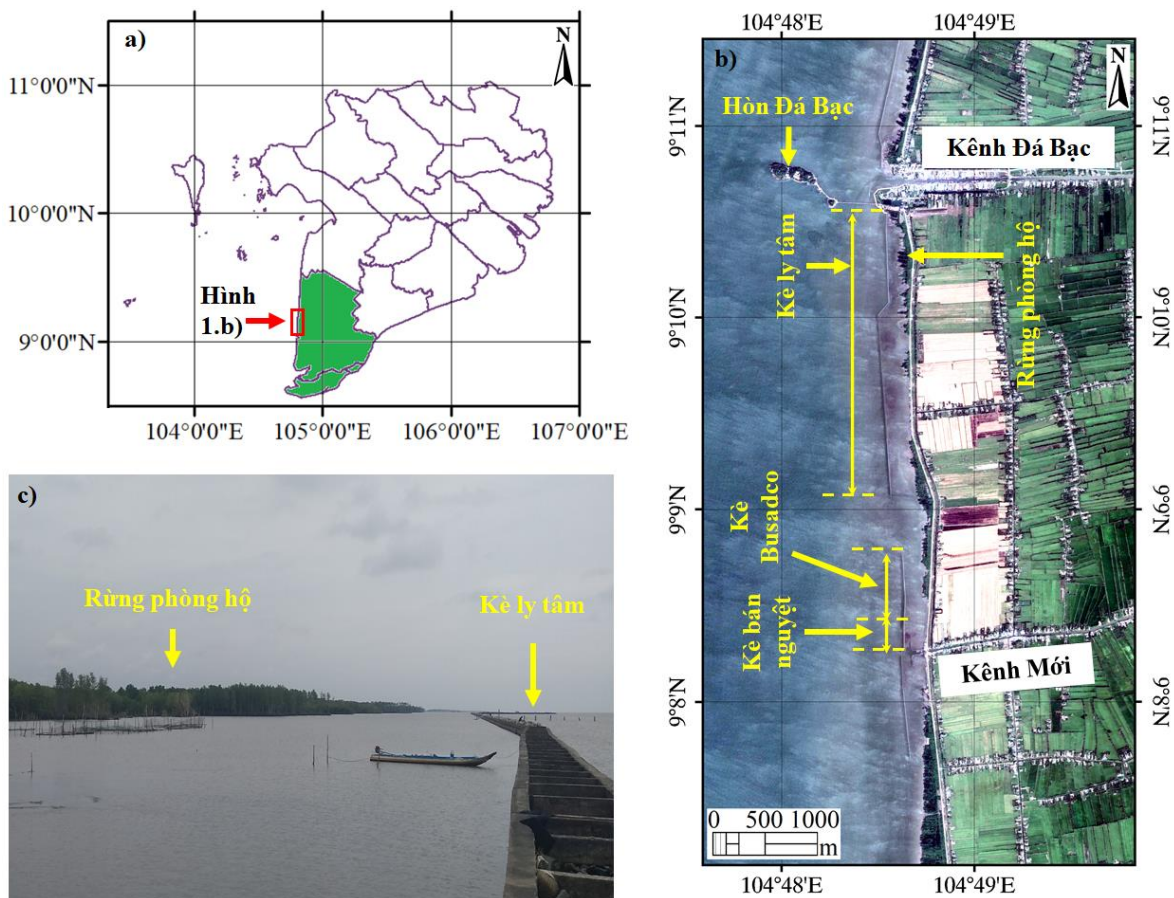 a)
N
11°0'0"N
10°0'0"N
9°0'0"N
Hình
1.b)
104°0'0"E
105°0'0"E
106°0'0"E
107°0'0"E
b)
104°48'E
104°49'E
N
Hòn Đá Bạc
Kênh Đá Bạc
9°11'N
9°11'N
Kè ly tâm
Rừng phòng hộ
9°10'N
9°10'N
9°9'N
9°9'N
Kè
Busadco
Kè bán
nguyệt
Kênh Mới
9°8'N
9°8'N
0
500
1000
m
104°48'E
104°49'E
c)
Rừng phòng hộ
Kè ly tâm